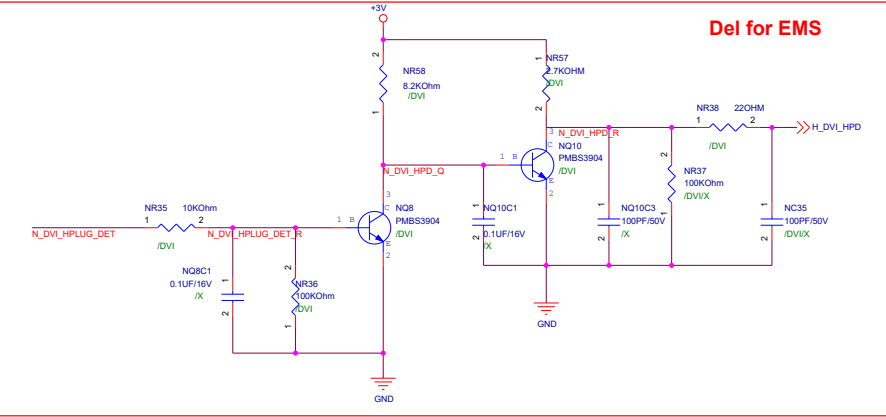 +3V
Del for EMS
2
NR58
8.2KOhm
/DVI
1
1
NR57
2.7KOHM
/DVI
2
NR38
22OHM
1
2
/DVI
H_DVI_HPD
N_DVI_HPD_R
3
C
NQ10
PMBS3904
/DVI
1
B
E
2
N_DVI_HPD_Q
2
NR37
100KOhm
/DVI/X
1
3
C
NQ8
PMBS3904
/DVI
1
B
E
2
1
NQ10C1
0.1UF/16V
/X
2
1
NQ10C3
100PF/50V
/X
2
1
NC35
100PF/50V
/DVI/X
2
NR35
10KOhm
1
2
/DVI
N_DVI_HPLUG_DET
N_DVI_HPLUG_DET_R
NQ8C1
0.1UF/16V
/X
1
2
2
NR36
100KOhm
/DVI
1
GND
GND